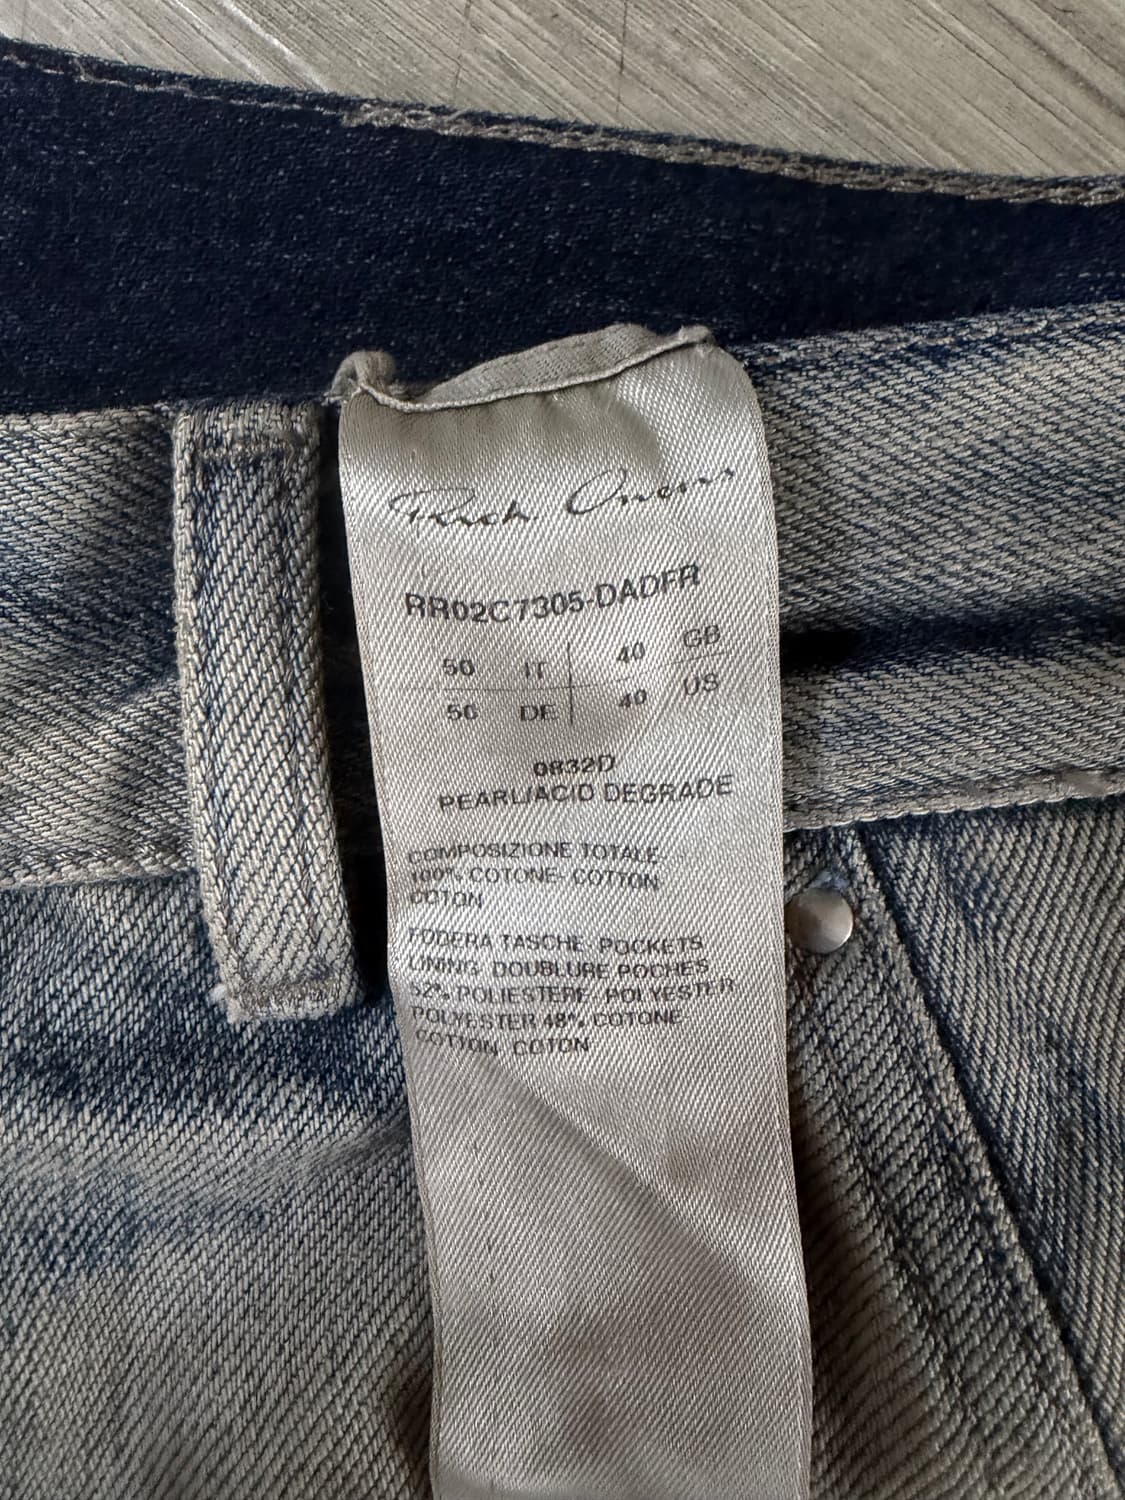 Rick Owens
RR02C7305-DADFR
50 IT 40 GB
50 DE 40 US
0832D
PEARL/ACID DEGRADE
COMPOSIZIONE TOTALE-
100% COTONE- COTTON
COTON
FODERA TASCHE- POCKETS
LINING- DOUBLURE POCHES
52% POLIESTERE- POLYESTER
POLYESTER 48% COTONE
COTTON- COTON